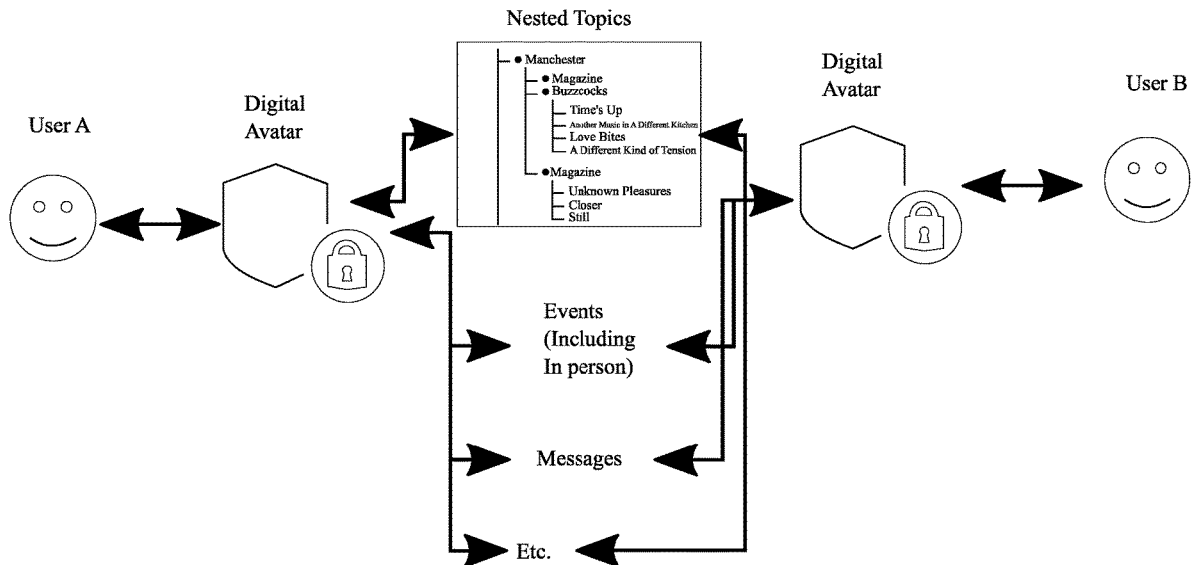 Nested Topics
Manchester
Magazine
Buzzcocks
Time's Up
Another Music in A Different Kitchen
Love Bites
A Different Kind of Tension
Magazine
Unknown Pleasures
Closer
Still
User A
Digital
Avatar
Digital
Avatar
User B
Events
(Including
In person)
Messages
Etc.